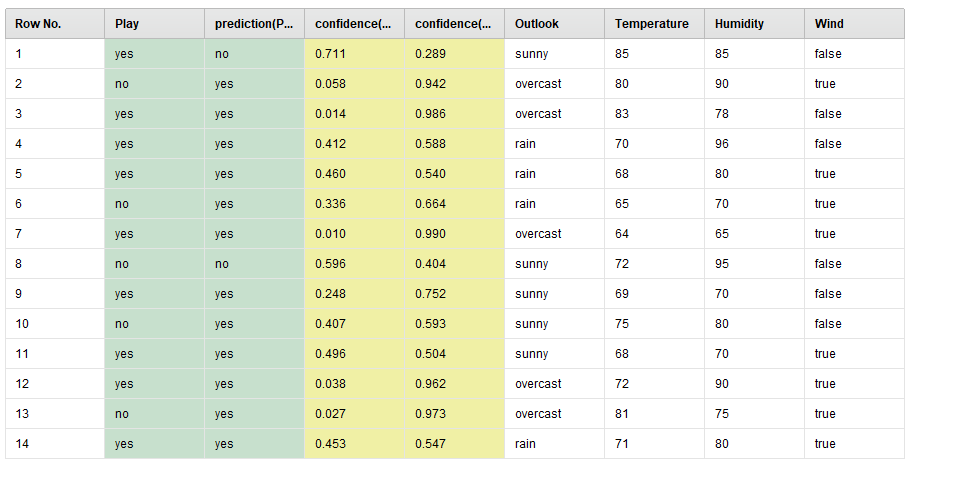 Row No. Play prediction(P... confidence(... confidence(... Outlook Temperature Humidity Wind
1 yes no 0.711 0.289 sunny 85 85 false
2 no yes 0.058 0.942 overcast 80 90 true
3 yes yes 0.014 0.986 overcast 83 78 false
4 yes yes 0.412 0.588 rain 70 96 false
5 yes yes 0.460 0.540 rain 68 80 true
6 no yes 0.336 0.664 rain 65 70 true
7 yes yes 0.010 0.990 overcast 64 65 true
8 no no 0.596 0.404 sunny 72 95 false
9 yes yes 0.248 0.752 sunny 69 70 false
10 no yes 0.407 0.593 sunny 75 80 false
11 yes yes 0.496 0.504 sunny 68 70 true
12 yes yes 0.038 0.962 overcast 72 90 true
13 no yes 0.027 0.973 overcast 81 75 true
14 yes yes 0.453 0.547 rain 71 80 true